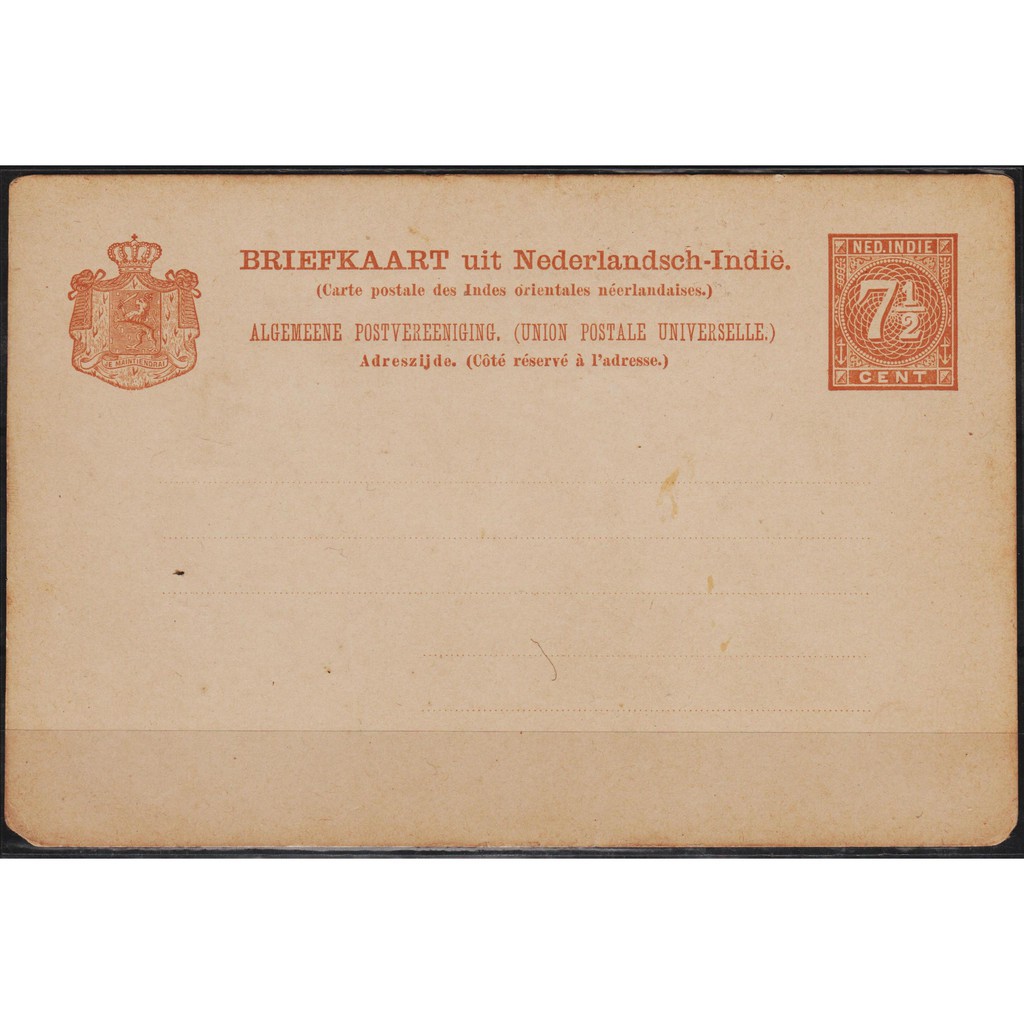 BRIEFKAART uit Nederlandsch-Indië.
(Carte postale des Indes orientales néerlandaises.)
ALGEMEENE POSTVEREENIGING. (UNION POSTALE UNIVERSELLE.)
Adreszijde. (Côté réservé à l'adresse.)
JE MAINTIENDRAI
NED. INDIE
7½
CENT